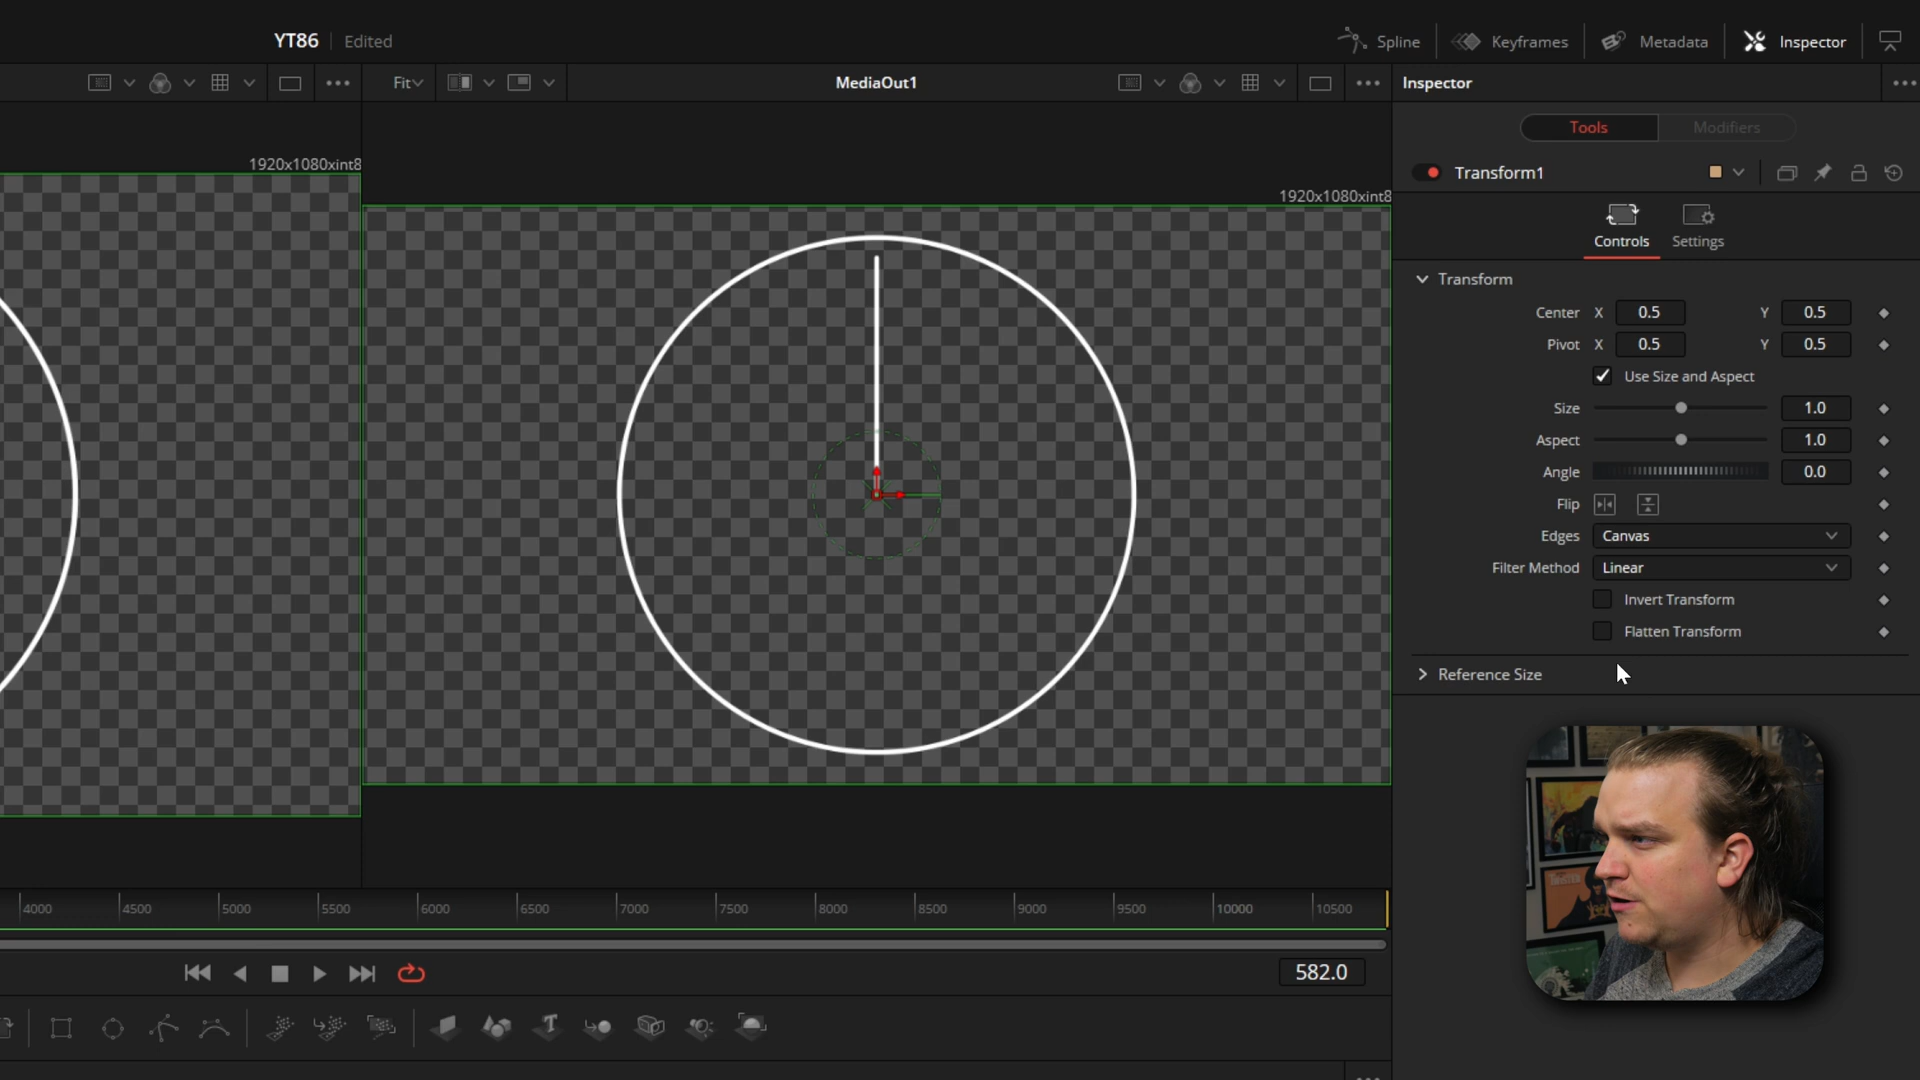 YT86 Edited
Spline Keyframes Metadata Inspector
Fit MediaOut1
Inspector
Tools Modifiers
Transform1
Controls Settings
1920x1080xint8
1920x1080xint8
Transform
Center X 0.5 Y 0.5
Pivot X 0.5 Y 0.5
Use Size and Aspect
Size 1.0
Aspect 1.0
Angle 0.0
Flip
Edges Canvas
Filter Method Linear
Invert Transform
Flatten Transform
Reference Size
4000 4500 5000 5500 6000 6500 7000 7500 8000 8500 9000 9500 10000 10500
582.0